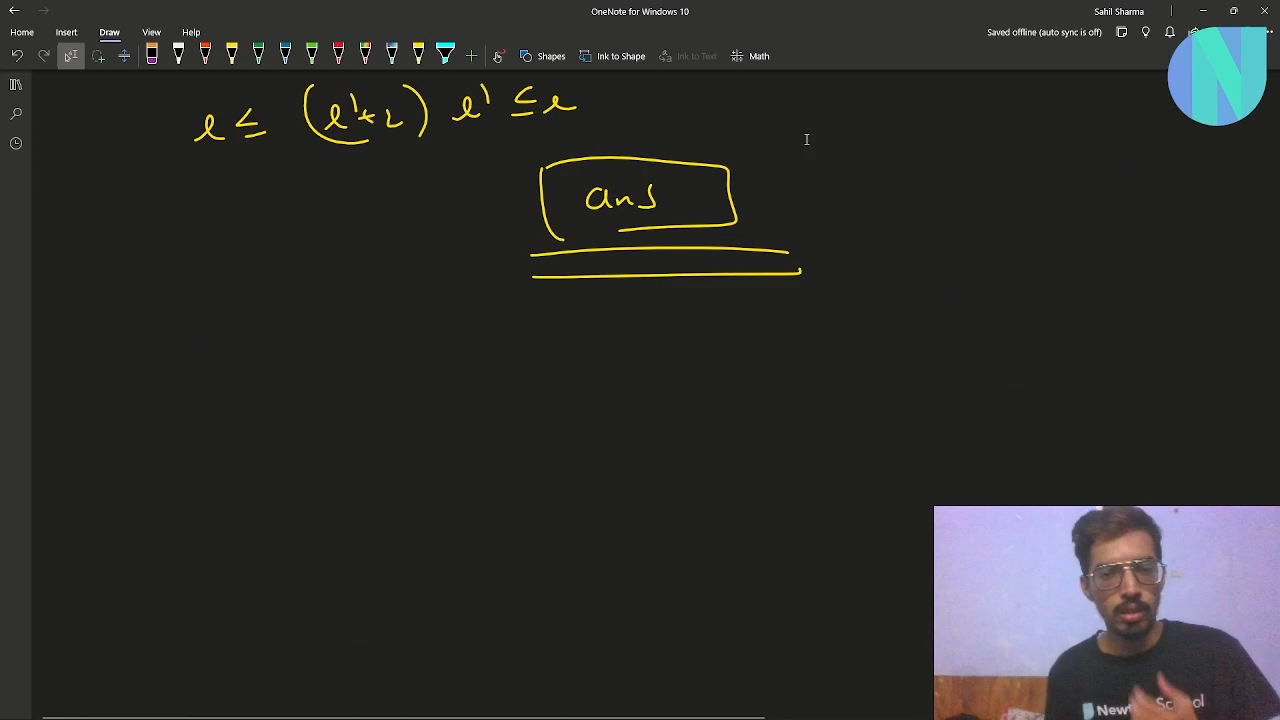 OneNote for Windows 10
Sahil Sharma
Home Insert Draw View Help
Saved offline (auto sync is off)
Shapes Ink to Shape Ink to Text Math
l ≤ (l'*2) l' ≤ l
ans
School